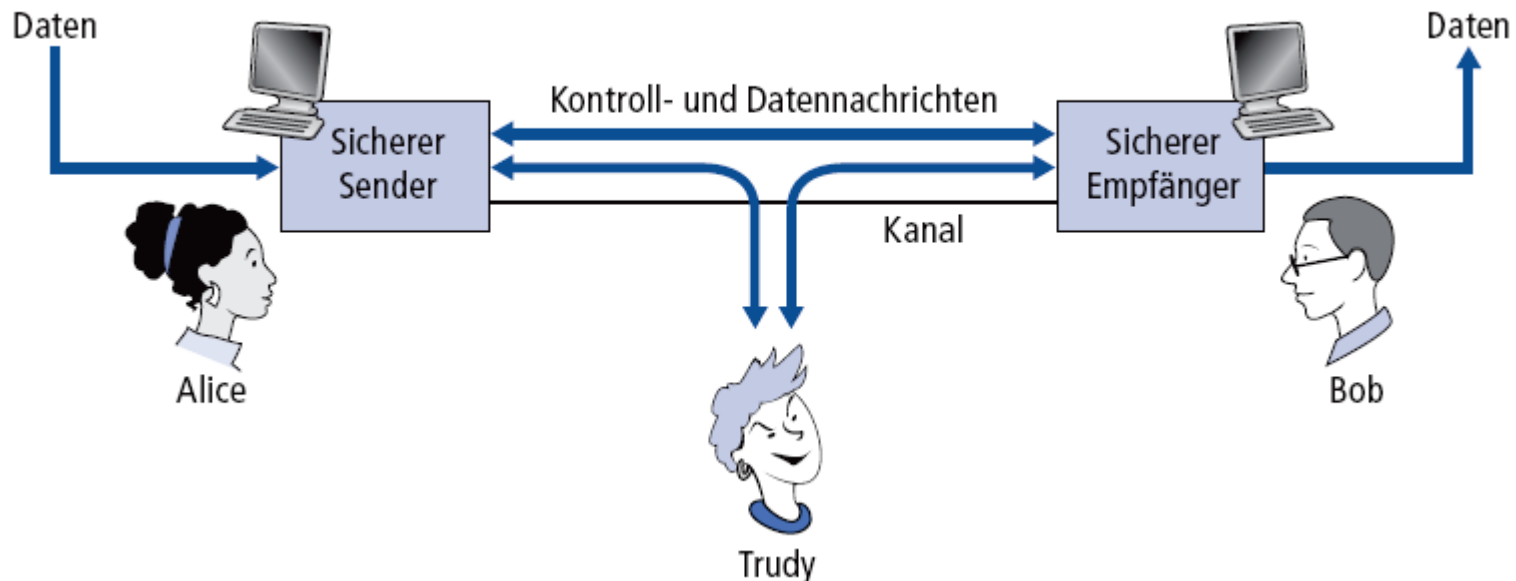 Daten
Daten
Kontroll- und Datennachrichten
Sicherer
Sender
Sicherer
Empfänger
Kanal
Alice
Bob
Trudy